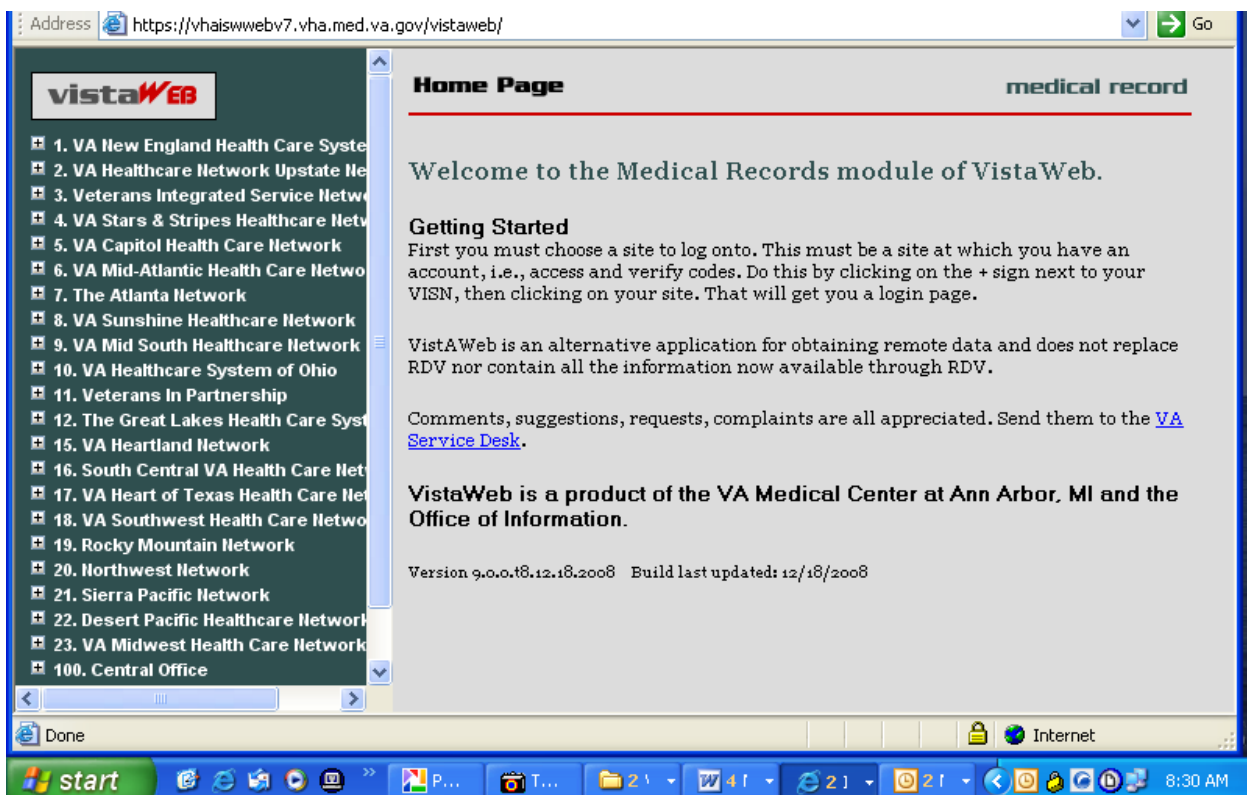 Address https://vhaiswwebv7.vha.med.va.gov/vistaweb/ Go
vistaWEB
1. VA New England Health Care Syste
2. VA Healthcare Network Upstate Ne
3. Veterans Integrated Service Netw
4. VA Stars & Stripes Healthcare Netw
5. VA Capitol Health Care Network
6. VA Mid-Atlantic Health Care Netwo
7. The Atlanta Network
8. VA Sunshine Healthcare Network
9. VA Mid South Healthcare Network
10. VA Healthcare System of Ohio
11. Veterans In Partnership
12. The Great Lakes Health Care Syst
15. VA Heartland Network
16. South Central VA Health Care Net
17. VA Heart of Texas Health Care Net
18. VA Southwest Health Care Netwo
19. Rocky Mountain Network
20. Northwest Network
21. Sierra Pacific Network
22. Desert Pacific Healthcare Network
23. VA Midwest Health Care Network
100. Central Office
Home Page medical record
Welcome to the Medical Records module of VistaWeb.
Getting Started
First you must choose a site to log onto. This must be a site at which you have an
account, i.e., access and verify codes. Do this by clicking on the + sign next to your
VISN, then clicking on your site. That will get you a login page.
VistAWeb is an alternative application for obtaining remote data and does not replace
RDV nor contain all the information now available through RDV.
Comments, suggestions, requests, complaints are all appreciated. Send them to the VA
Service Desk.
VistaWeb is a product of the VA Medical Center at Ann Arbor, MI and the
Office of Information.
Version 9.0.0.t8.12.18.2008 Build last updated: 12/18/2008
Done Internet
start P... T... 8:30 AM